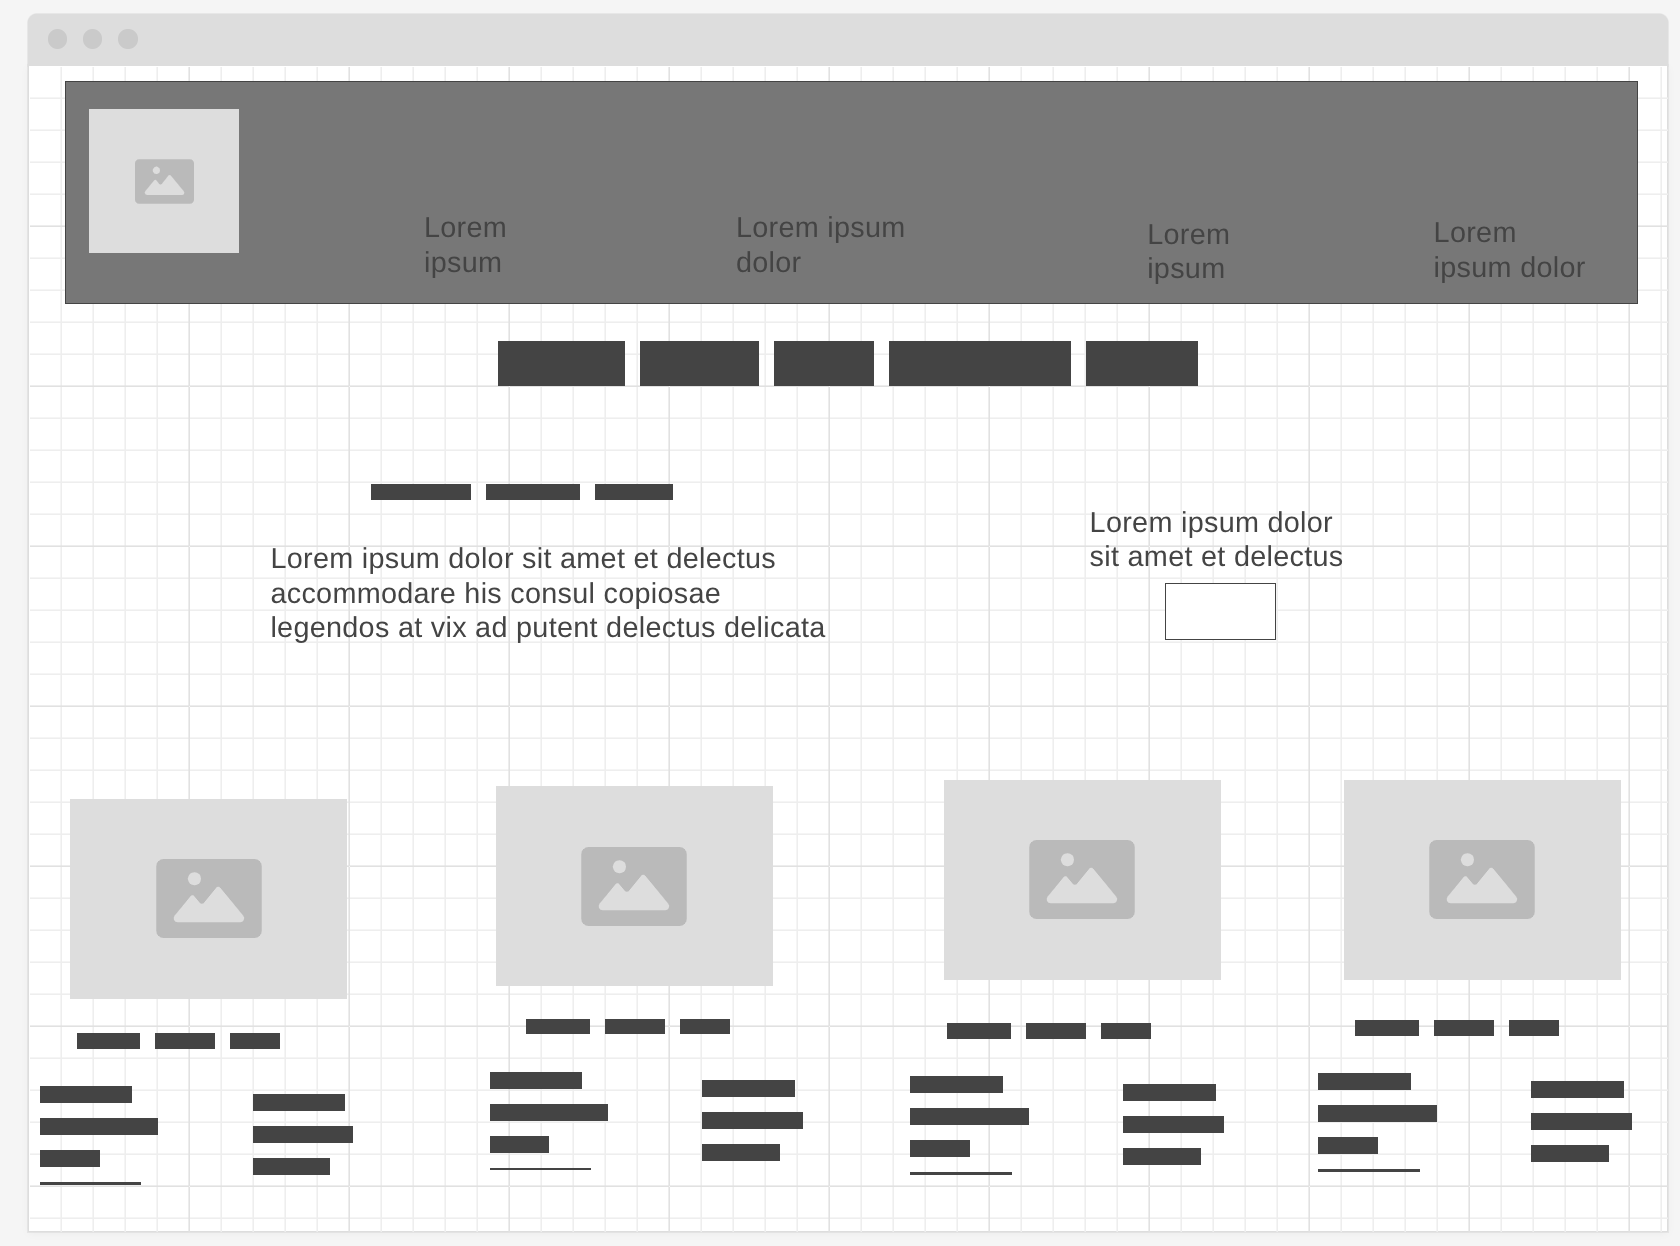 Lorem
ipsum
Lorem ipsum
dolor
Lorem
ipsum
Lorem
ipsum dolor
Lorem ipsum dolor sit amet et delectus
accommodare his consul copiosae
legendos at vix ad putent delectus delicata
Lorem ipsum dolor
sit amet et delectus